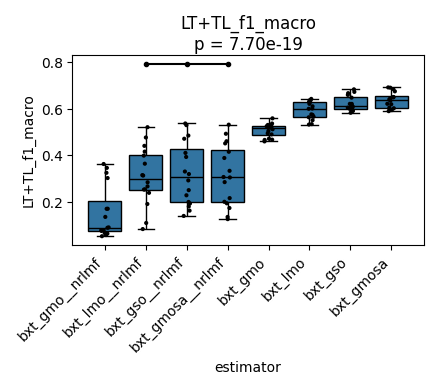 LT+TL_f1_macro
p = 7.70e-19
LT+TL_f1_macro
0.8
0.6
0.4
0.2
bxt_gmo__nrlmf
bxt_lmo__nrlmf
bxt_gso__nrlmf
bxt_gmosa__nrlmf
bxt_gmo
bxt_lmo
bxt_gso
bxt_gmosa
estimator